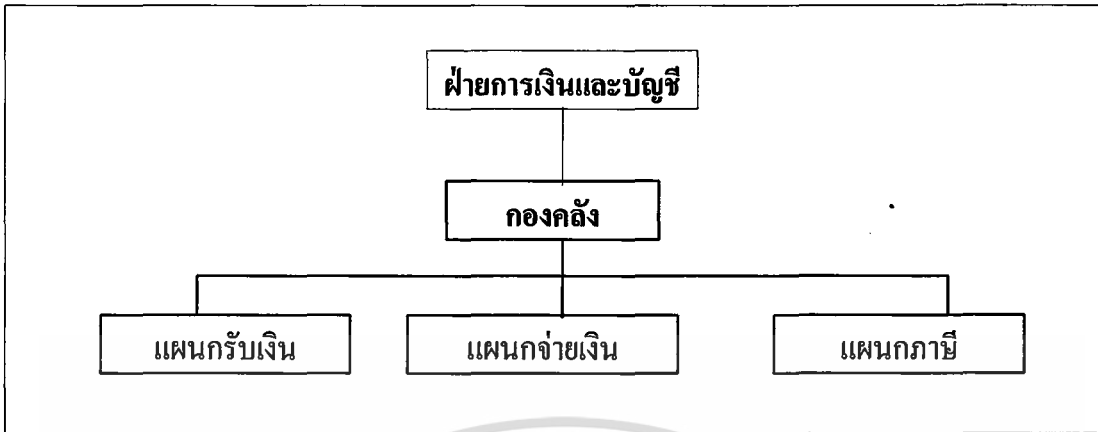 ฝ่ายการเงินและบัญชี
กองคลัง
แผนกรับเงิน
แผนกจ่ายเงิน
แผนกภาษี